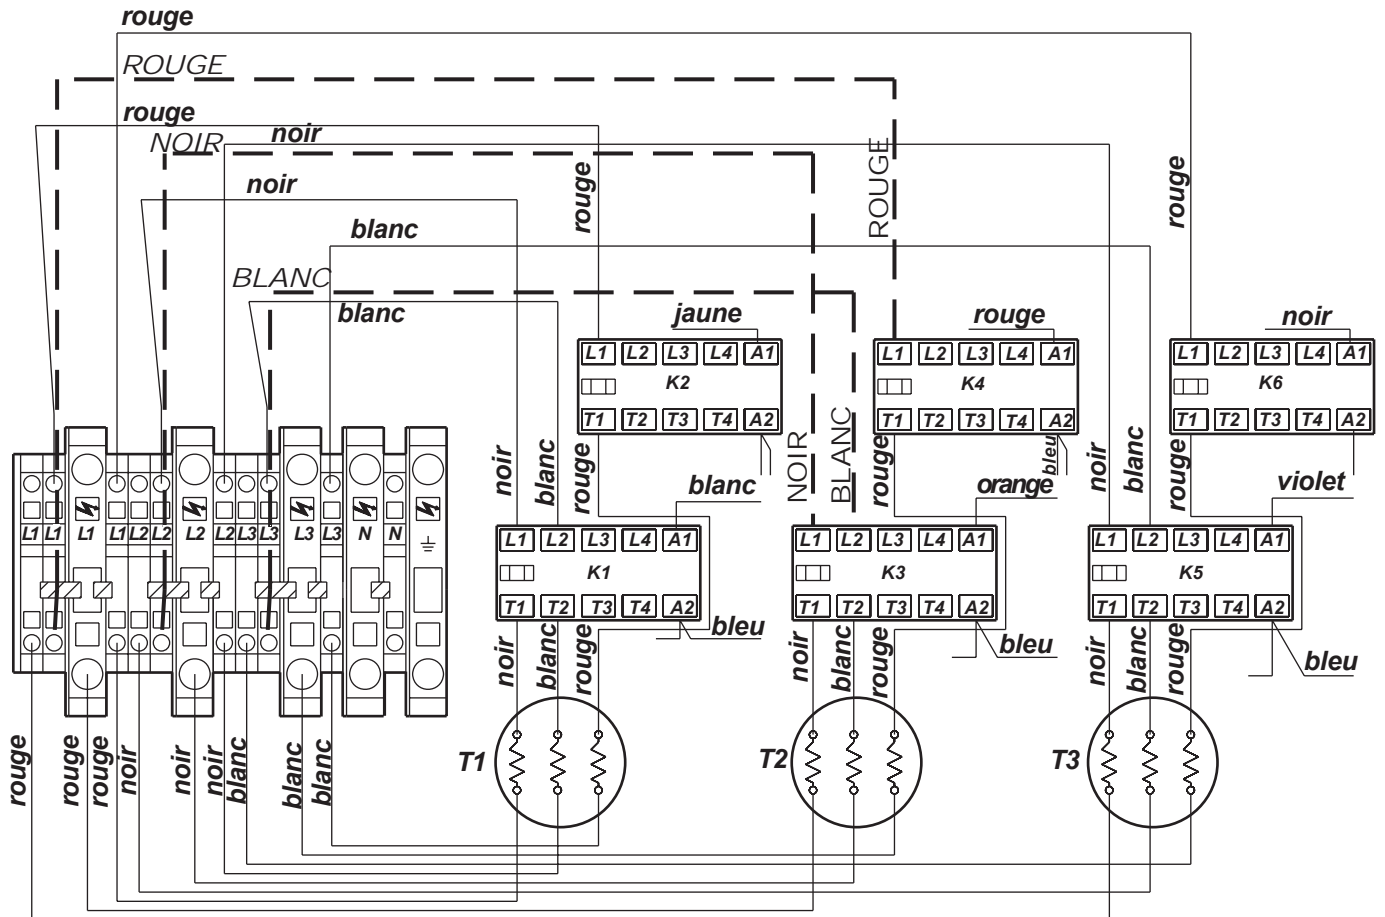 rouge
ROUGE
rouge
NOIR
noir
noir
blanc
BLANC
blanc
rouge
ROUGE
rouge
jaune
rouge
noir
L1 L2 L3 L4 A1
K2
T1 T2 T3 T4 A2
L1 L2 L3 L4 A1
K4
T1 T2 T3 T4 A2
L1 L2 L3 L4 A1
K6
T1 T2 T3 T4 A2
noir
blanc
rouge
NOIR
BLANC
rouge
bleu
noir
blanc
rouge
blanc
orange
violet
L1 L1 L1 L1 L2 L2 L2 L2 L3 L3 L3 L3 N N
L1 L2 L3 L4 A1
K1
T1 T2 T3 T4 A2
L1 L2 L3 L4 A1
K3
T1 T2 T3 T4 A2
L1 L2 L3 L4 A1
K5
T1 T2 T3 T4 A2
bleu
bleu
bleu
noir
blanc
rouge
noir
blanc
rouge
noir
blanc
rouge
T1
T2
T3
rouge
rouge
rouge
noir
noir
noir
blanc
blanc
blanc